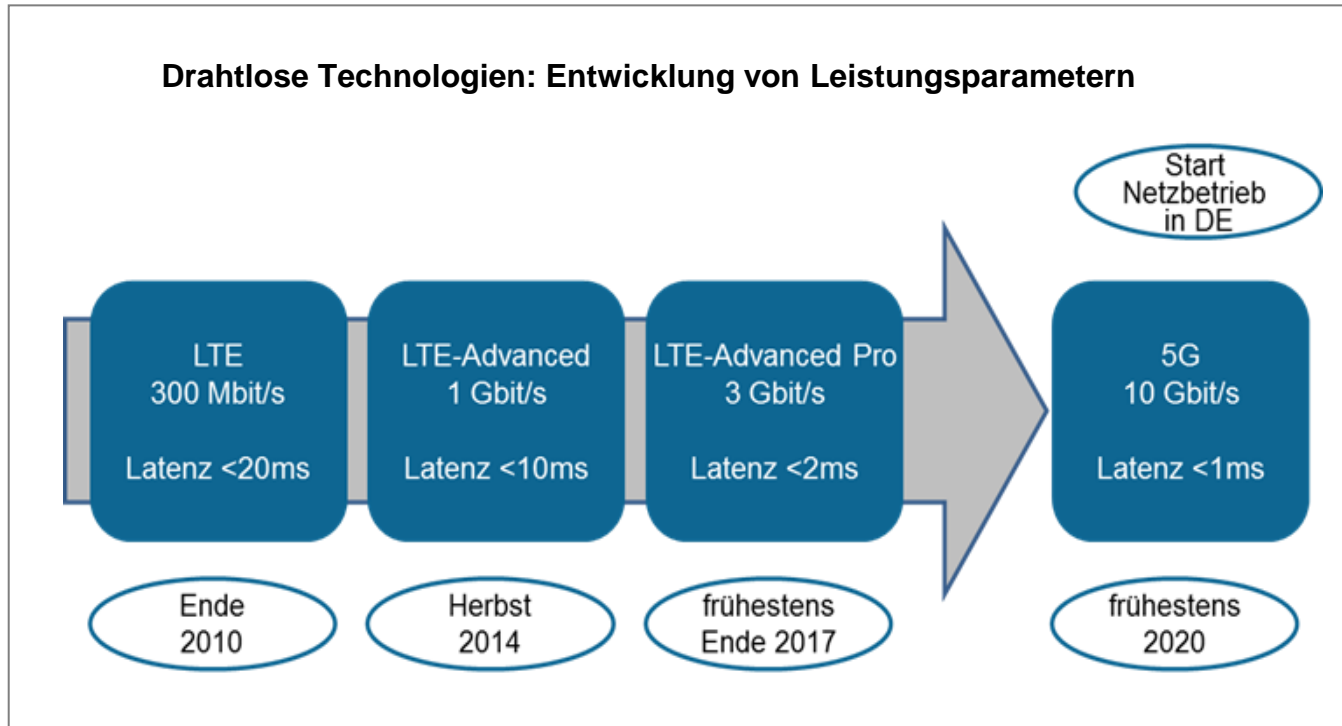 Drahtlose Technologien: Entwicklung von Leistungsparametern
Start
Netzbetrieb
in DE
LTE
300 Mbit/s
Latenz <20ms
LTE-Advanced
1 Gbit/s
Latenz <10ms
LTE-Advanced Pro
3 Gbit/s
Latenz <2ms
5G
10 Gbit/s
Latenz <1ms
Ende
2010
Herbst
2014
frühestens
Ende 2017
frühestens
2020